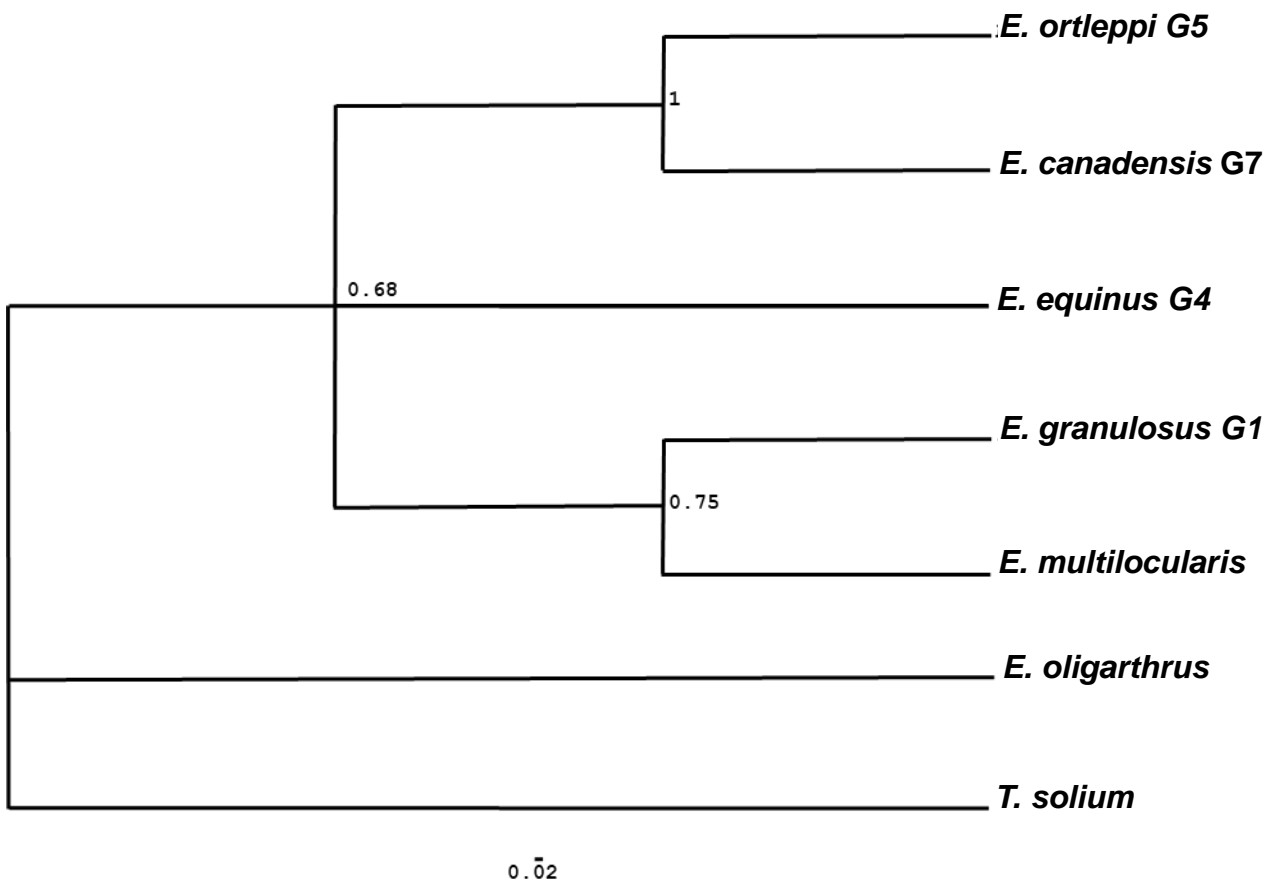 E. ortleppi G5
1
E. canadensis G7
0.68
E. equinus G4
E. granulosus G1
0.75
E. multilocularis
E. oligarthrus
T. solium
0.02